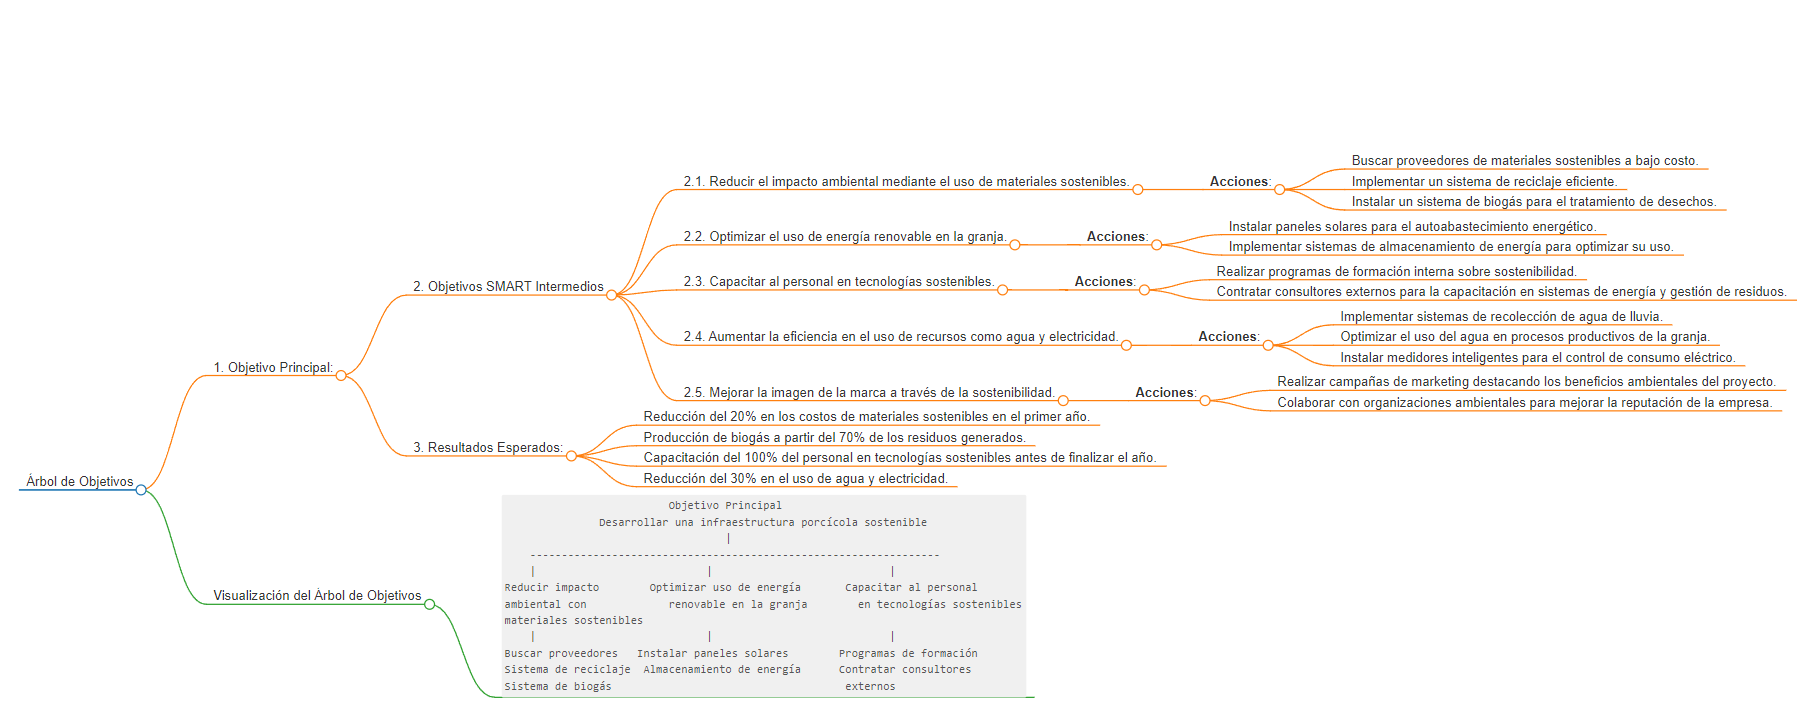 Árbol de Objetivos
1. Objetivo Principal:
2. Objetivos SMART Intermedios
2.1. Reducir el impacto ambiental mediante el uso de materiales sostenibles.
Acciones:
Buscar proveedores de materiales sostenibles a bajo costo.
Implementar un sistema de reciclaje eficiente.
Instalar un sistema de biogás para el tratamiento de desechos.
2.2. Optimizar el uso de energía renovable en la granja.
Acciones:
Instalar paneles solares para el autoabastecimiento energético.
Implementar sistemas de almacenamiento de energía para optimizar su uso.
2.3. Capacitar al personal en tecnologías sostenibles.
Acciones:
Realizar programas de formación interna sobre sostenibilidad.
Contratar consultores externos para la capacitación en sistemas de energía y gestión de residuos.
2.4. Aumentar la eficiencia en el uso de recursos como agua y electricidad.
Acciones:
Implementar sistemas de recolección de agua de lluvia.
Optimizar el uso del agua en procesos productivos de la granja.
Instalar medidores inteligentes para el control de consumo eléctrico.
2.5. Mejorar la imagen de la marca a través de la sostenibilidad.
Acciones:
Realizar campañas de marketing destacando los beneficios ambientales del proyecto.
Colaborar con organizaciones ambientales para mejorar la reputación de la empresa.
3. Resultados Esperados:
Reducción del 20% en los costos de materiales sostenibles en el primer año.
Producción de biogás a partir del 70% de los residuos generados.
Capacitación del 100% del personal en tecnologías sostenibles antes de finalizar el año.
Reducción del 30% en el uso de agua y electricidad.
Visualización del Árbol de Objetivos
Objetivo Principal
Desarrollar una infraestructura porcícola sostenible
|
-----------------------------------------------------------------
| | |
Reducir impacto Optimizar uso de energía Capacitar al personal
ambiental con renovable en la granja en tecnologías sostenibles
materiales sostenibles
| | |
Buscar proveedores Instalar paneles solares Programas de formación
Sistema de reciclaje Almacenamiento de energía Contratar consultores
Sistema de biogás externos